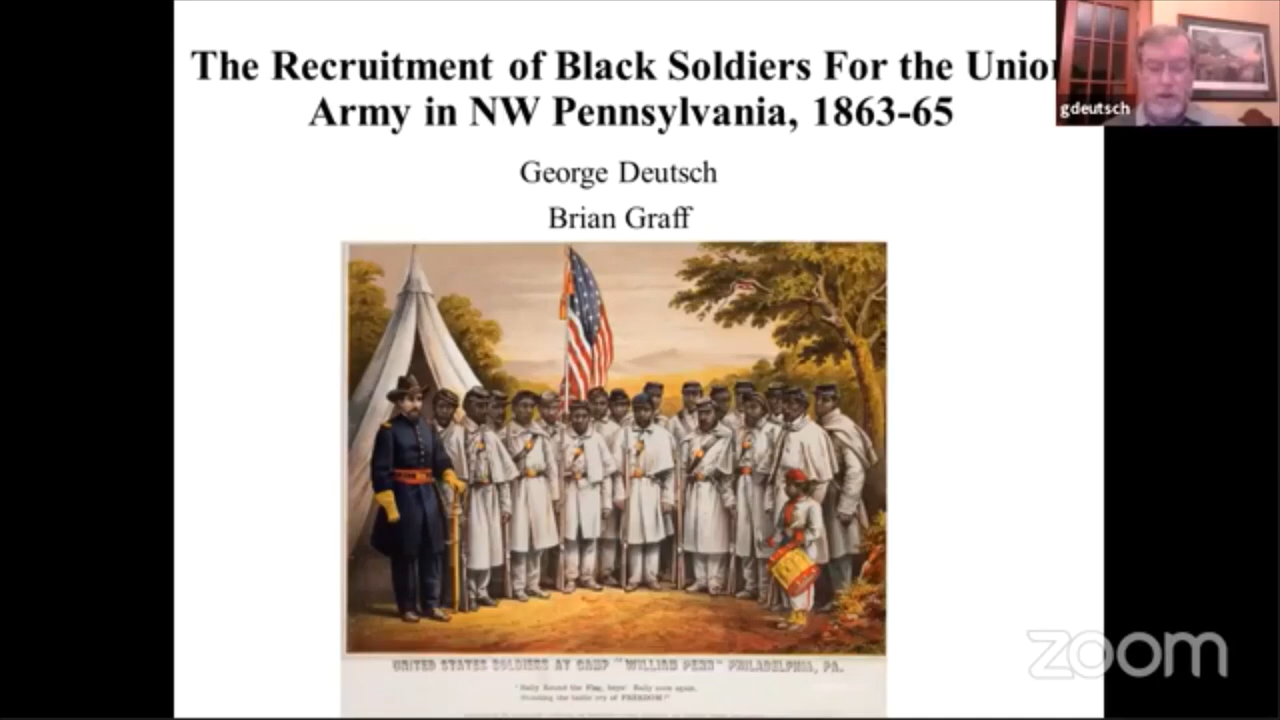 The Recruitment of Black Soldiers For the Union
Army in NW Pennsylvania, 1863-65
gdeutsch
George Deutsch
Brian Graff
UNITED STATES SOLDIERS AT CAMP "WILLIAM PENN" PHILADELPHIA, PA.
"Rally Round the Flag, boys! Rally once again,
Shouting the battle cry of FREEDOM!"
zoom